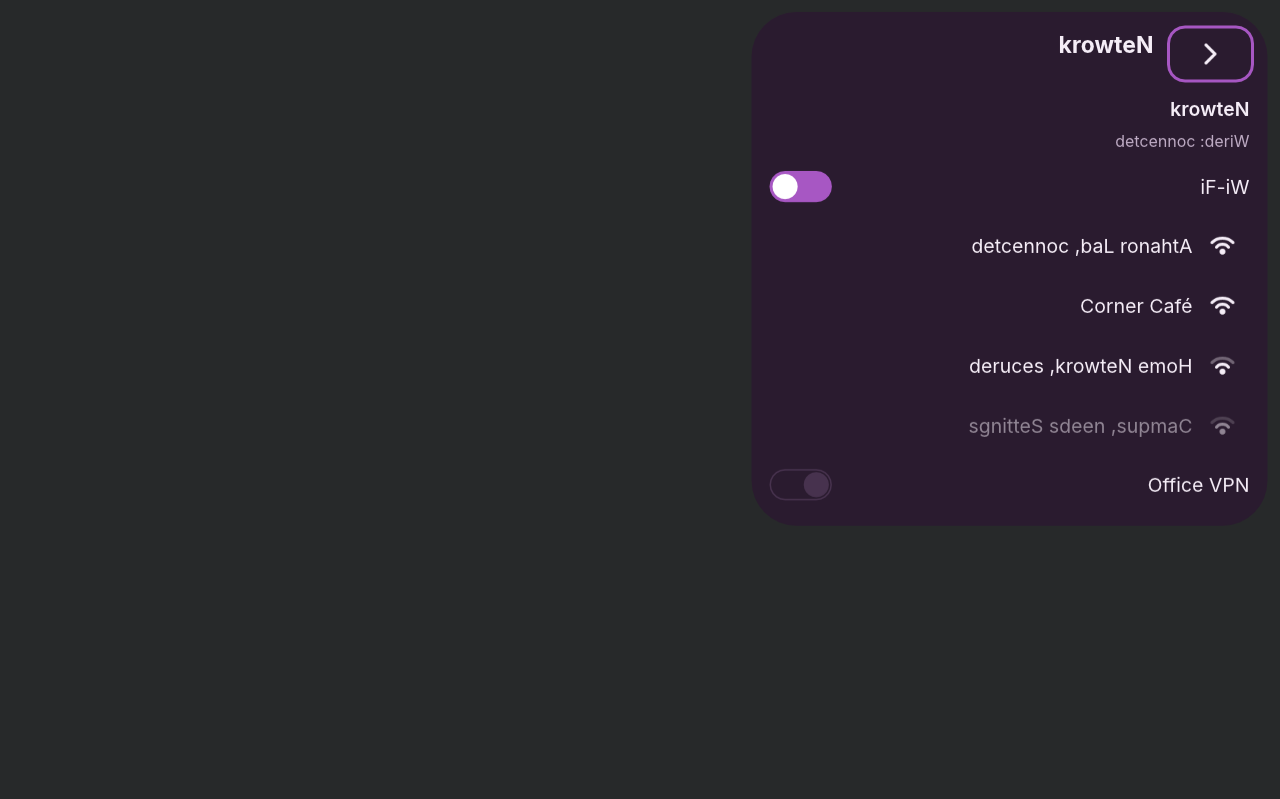 krowteN
krowteN
detcennoc :deriW
iF-iW
detcennoc ,baL ronahtA
Corner Café
deruces ,krowteN emoH
sgnitteS sdeen ,supmaC
Office VPN